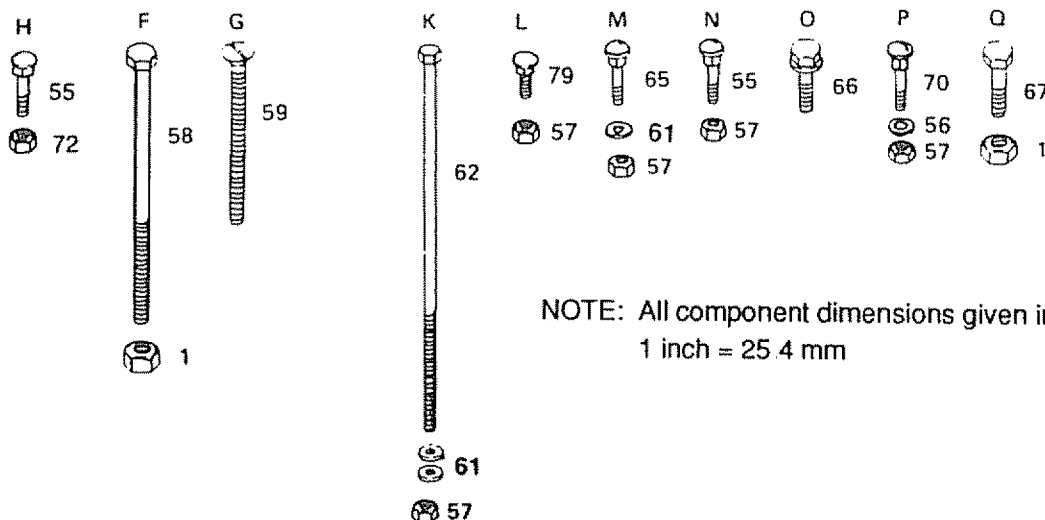 H F G K L M N O P Q
55 58 59 62 79 65 55 66 70 67
72 57 61 57 56 1
57 57
NOTE: All component dimensions given
1 inch = 25.4 mm
1
61
57